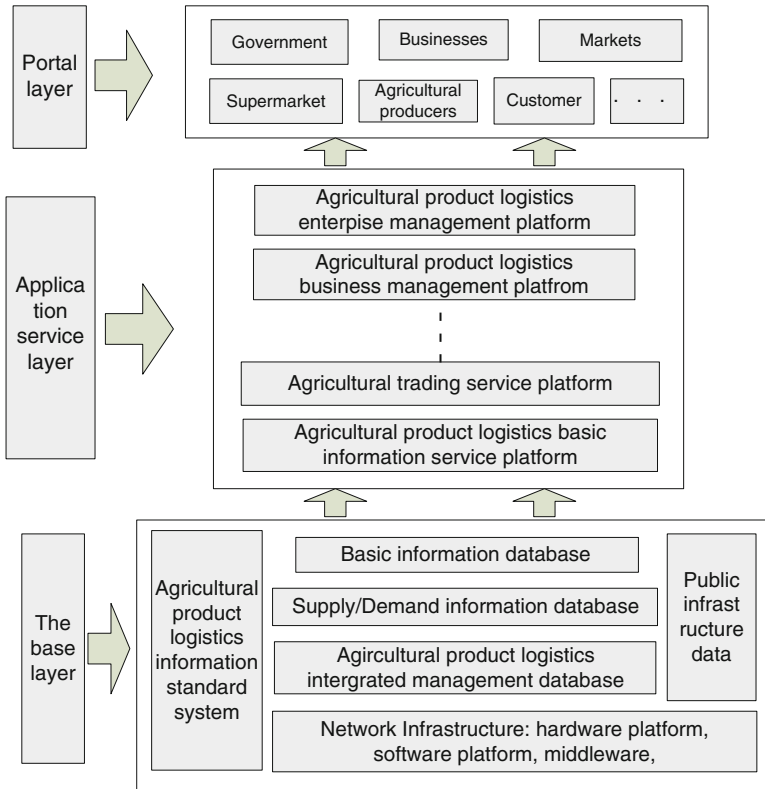 Portal
layer
Government
Businesses
Markets
Supermarket
Agricultural
producers
Customer
. . .
Applica
tion
service
layer
Agricultural product logistics
enterpise management platform
Agricultural product logistics
business management platfrom
Agricultural trading service platform
Agricultural product logistics basic
information service platform
The
base
layer
Agricultural
product
logistics
information
standard
system
Basic information database
Supply/Demand information database
Agircultural product logistics
intergrated management database
Network Infrastructure: hardware platform,
software platform, middleware,
Public
infrast
ructure
data